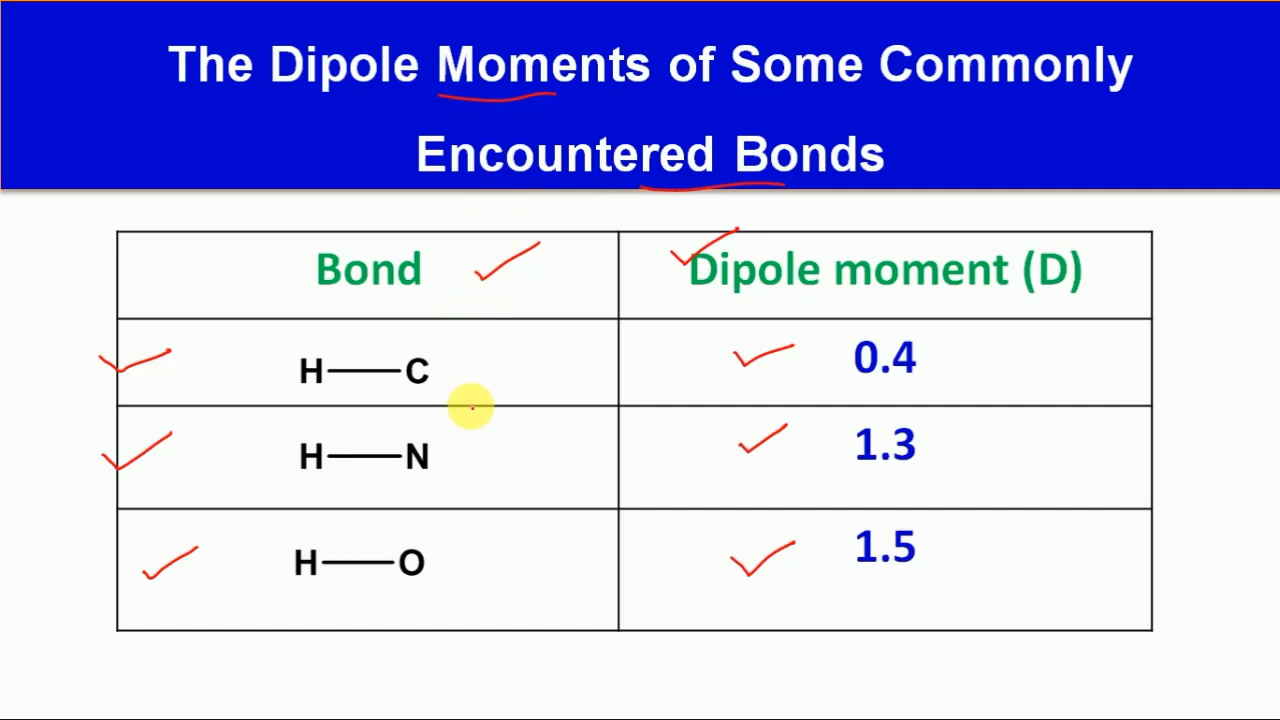 The Dipole Moments of Some Commonly
Encountered Bonds
Bond Dipole moment (D)
H—C 0.4
H—N 1.3
H—O 1.5